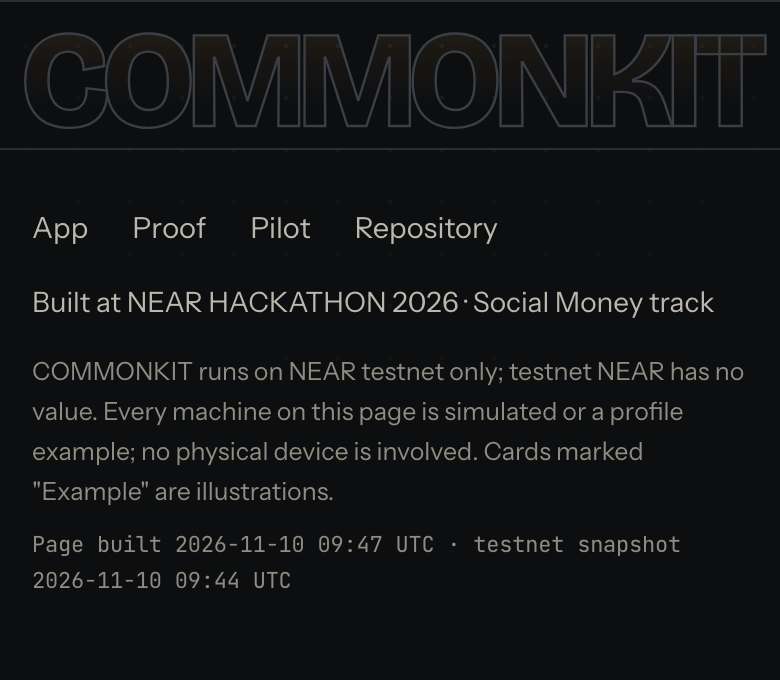 COMMONKIT
App Proof Pilot Repository
Built at NEAR HACKATHON 2026 · Social Money track
COMMONKIT runs on NEAR testnet only; testnet NEAR has no
value. Every machine on this page is simulated or a profile
example; no physical device is involved. Cards marked
"Example" are illustrations.
Page built 2026-11-10 09:47 UTC · testnet snapshot
2026-11-10 09:44 UTC